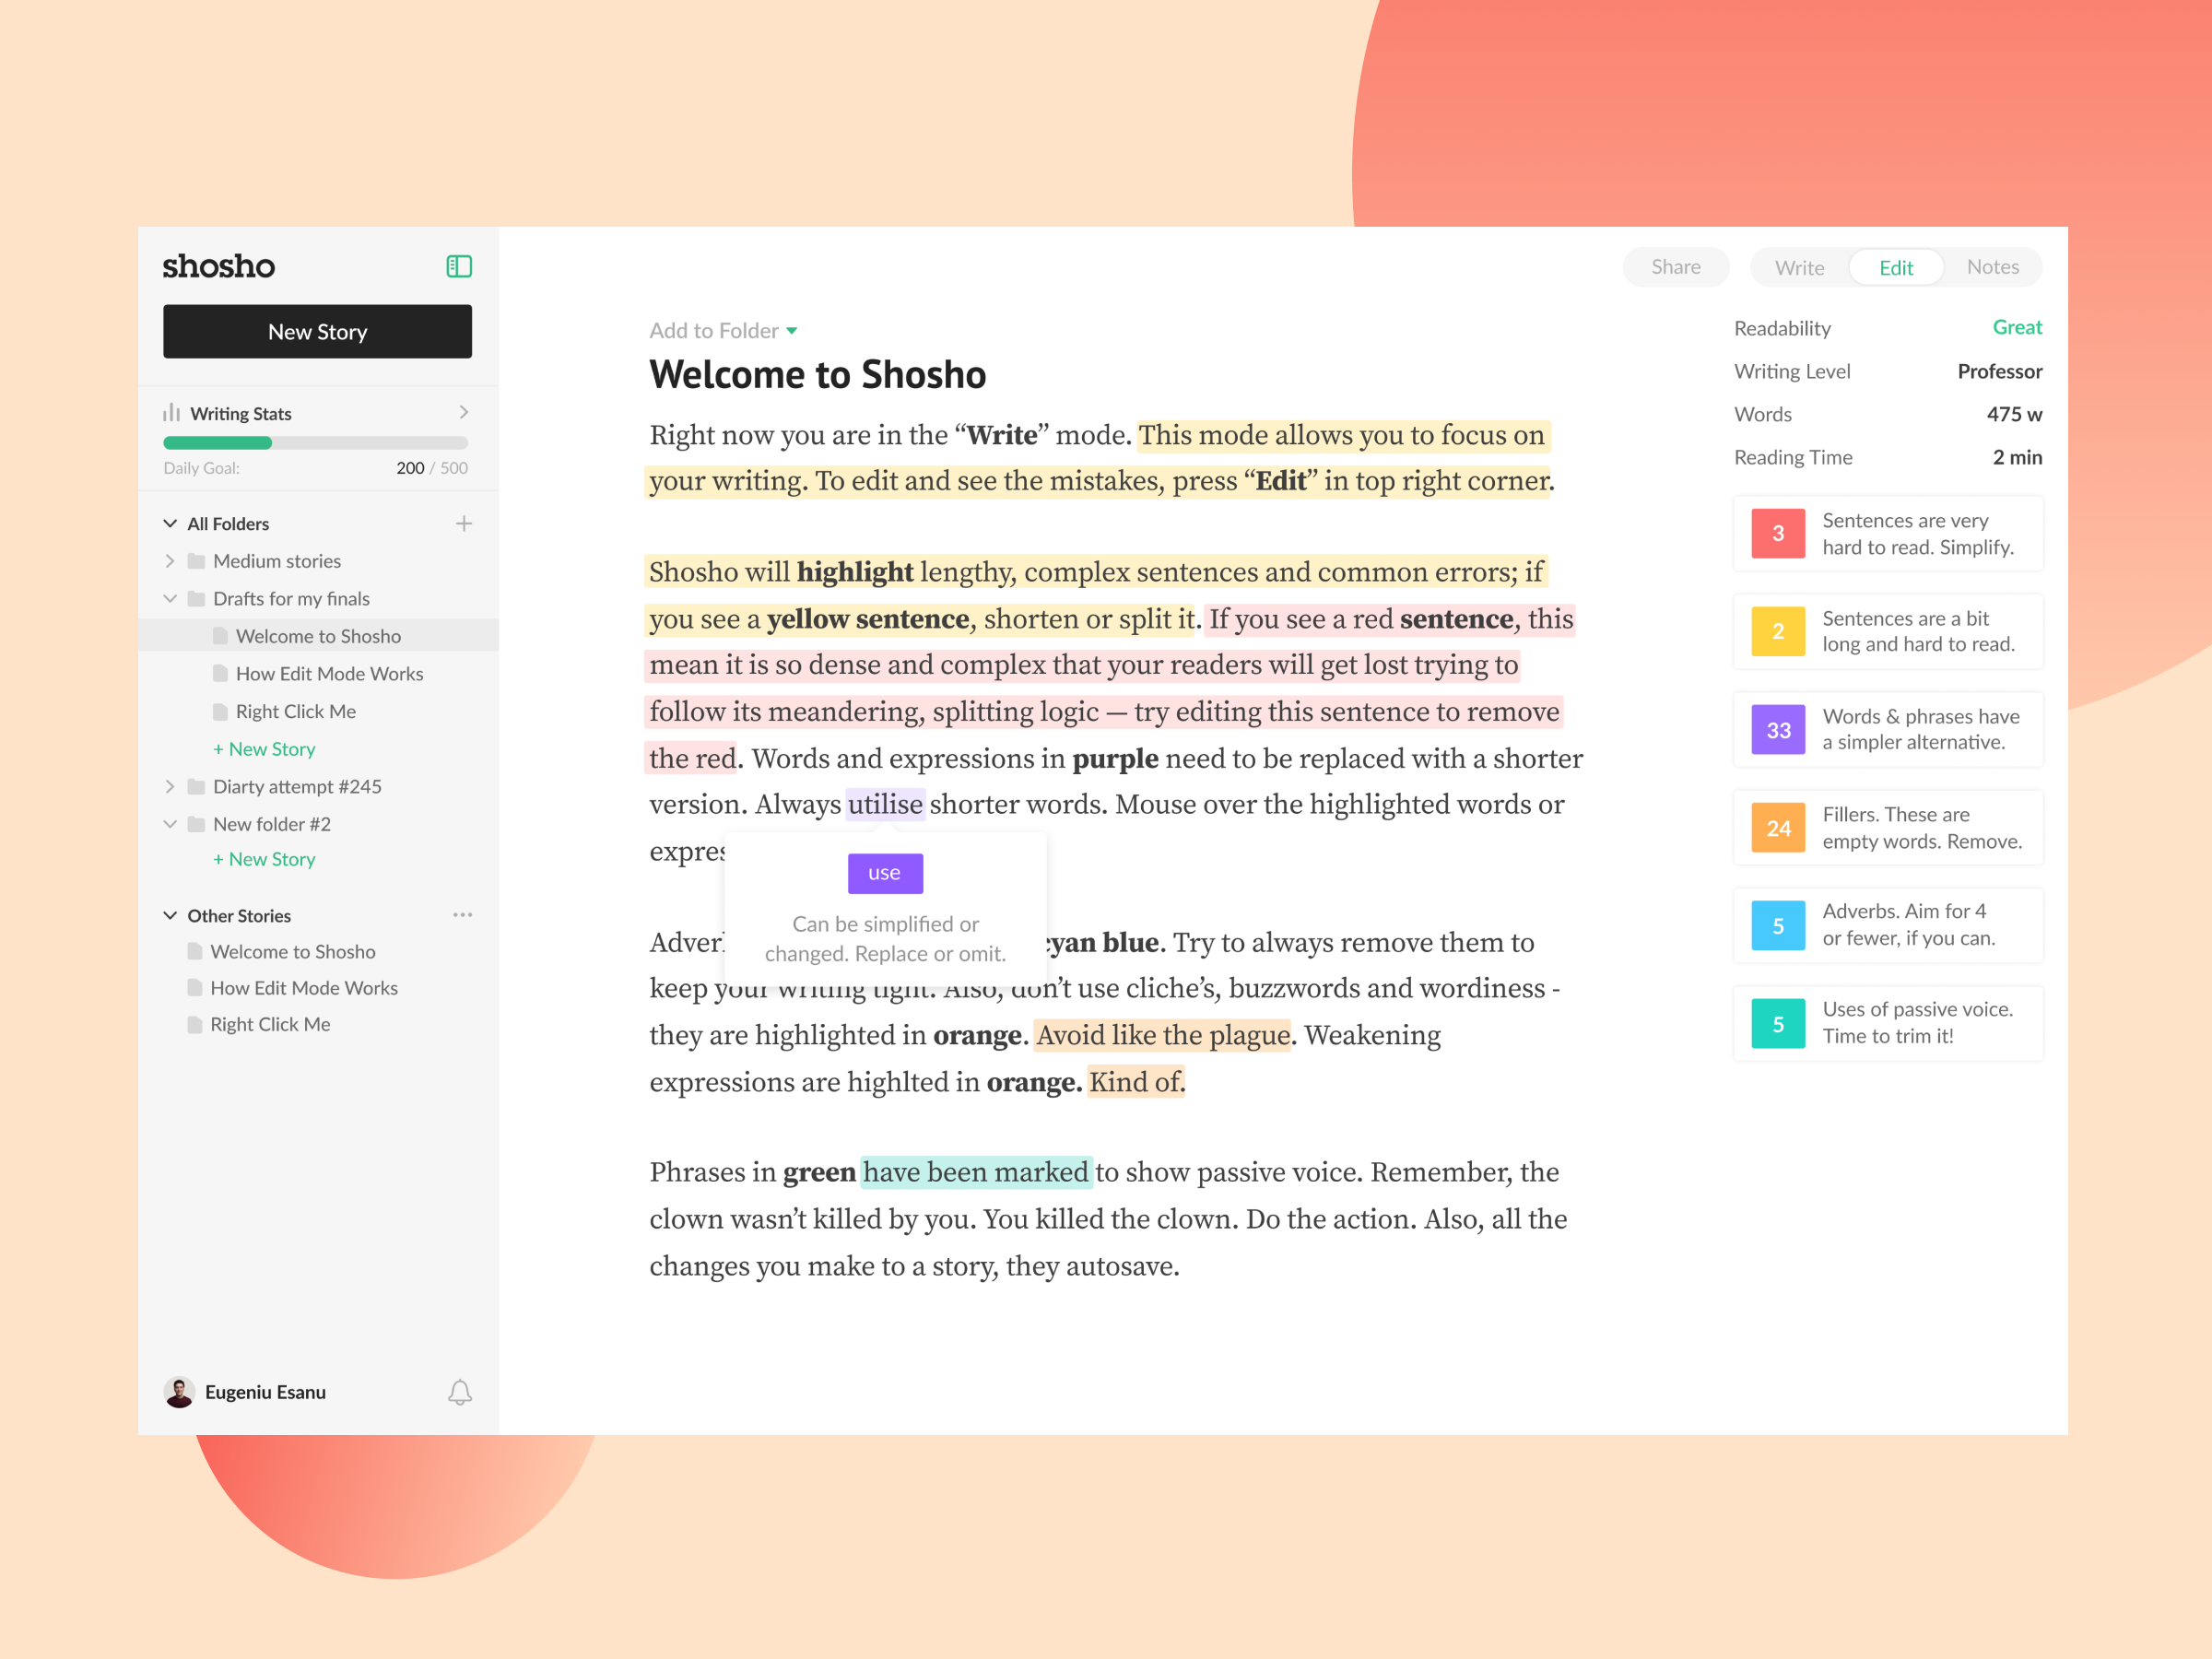 shosho
New Story
Writing Stats
Daily Goal: 200 / 500
All Folders
Medium stories
Drafts for my finals
Welcome to Shosho
How Edit Mode Works
Right Click Me
+ New Story
Diarty attempt #245
New folder #2
+ New Story
Other Stories
Welcome to Shosho
How Edit Mode Works
Right Click Me
Eugeniu Esanu
Share
Write Edit Notes
Add to Folder
Welcome to Shosho
Right now you are in the “Write” mode. This mode allows you to focus on
your writing. To edit and see the mistakes, press “Edit” in top right corner.
Shosho will highlight lengthy, complex sentences and common errors; if
you see a yellow sentence, shorten or split it. If you see a red sentence, this
mean it is so dense and complex that your readers will get lost trying to
follow its meandering, splitting logic — try editing this sentence to remove
the red. Words and expressions in purple need to be replaced with a shorter
version. Always utilise shorter words. Mouse over the highlighted words or
use
Can be simplified or
changed. Replace or omit.
blue. Try to always remove them to
keep your writing tight. Also, don’t use cliche’s, buzzwords and wordiness -
they are highlighted in orange. Avoid like the plague. Weakening
expressions are highlted in orange. Kind of.
Phrases in green have been marked to show passive voice. Remember, the
clown wasn’t killed by you. You killed the clown. Do the action. Also, all the
changes you make to a story, they autosave.
Readability Great
Writing Level Professor
Words 475 w
Reading Time 2 min
3 Sentences are very
hard to read. Simplify.
2 Sentences are a bit
long and hard to read.
33 Words & phrases have
a simpler alternative.
24 Fillers. These are
empty words. Remove.
5 Adverbs. Aim for 4
or fewer, if you can.
5 Uses of passive voice.
Time to trim it!